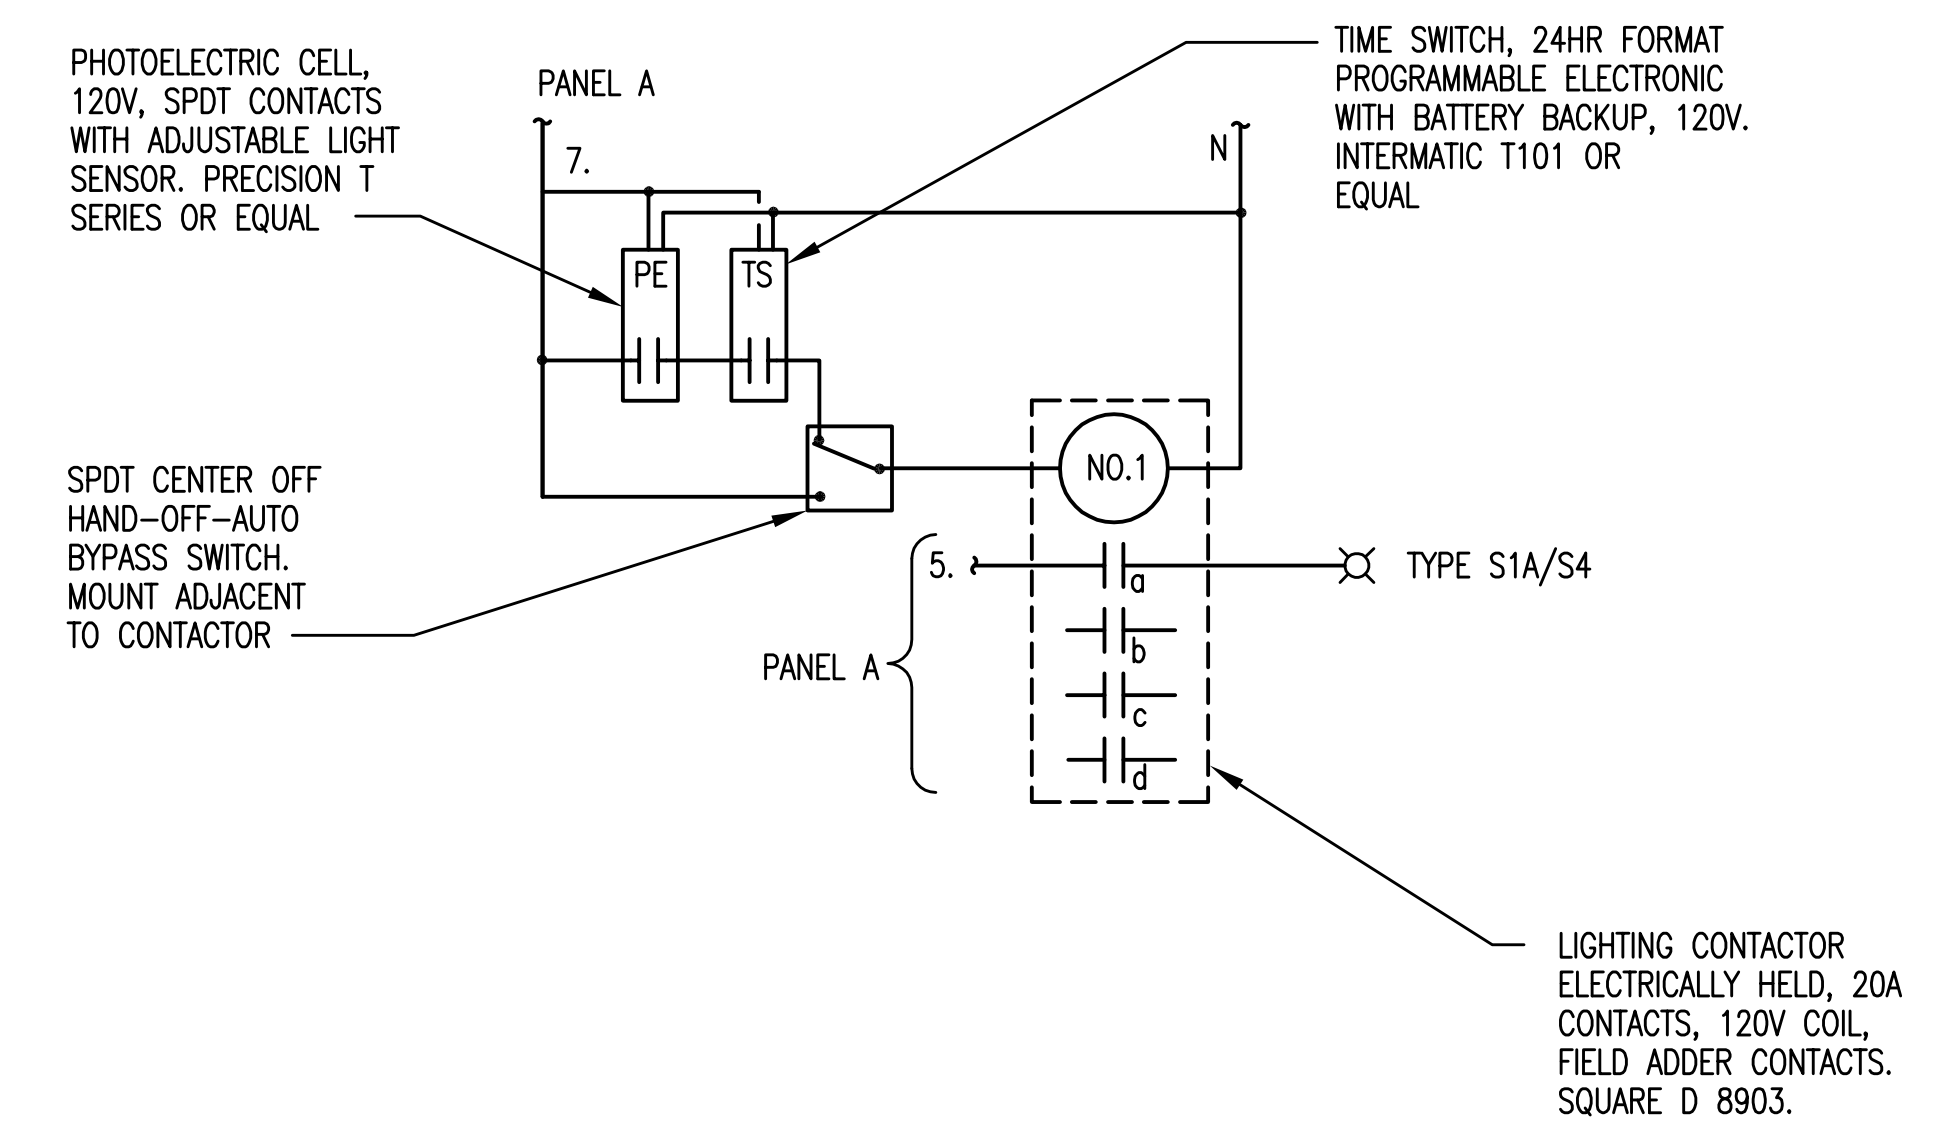 PHOTOELECTRIC CELL,
120V, SPDT CONTACTS
WITH ADJUSTABLE LIGHT
SENSOR. PRECISION T
SERIES OR EQUAL
PANEL A
7.
N
TIME SWITCH, 24HR FORMAT
PROGRAMMABLE ELECTRONIC
WITH BATTERY BACKUP, 120V.
INTERMATIC T101 OR
EQUAL
PE
TS
SPDT CENTER OFF
HAND-OFF-AUTO
BYPASS SWITCH.
MOUNT ADJACENT
TO CONTACTOR
NO.1
5.
a
TYPE S1A/S4
b
PANEL A
c
d
LIGHTING CONTACTOR
ELECTRICALLY HELD, 20A
CONTACTS, 120V COIL,
FIELD ADDER CONTACTS.
SQUARE D 8903.